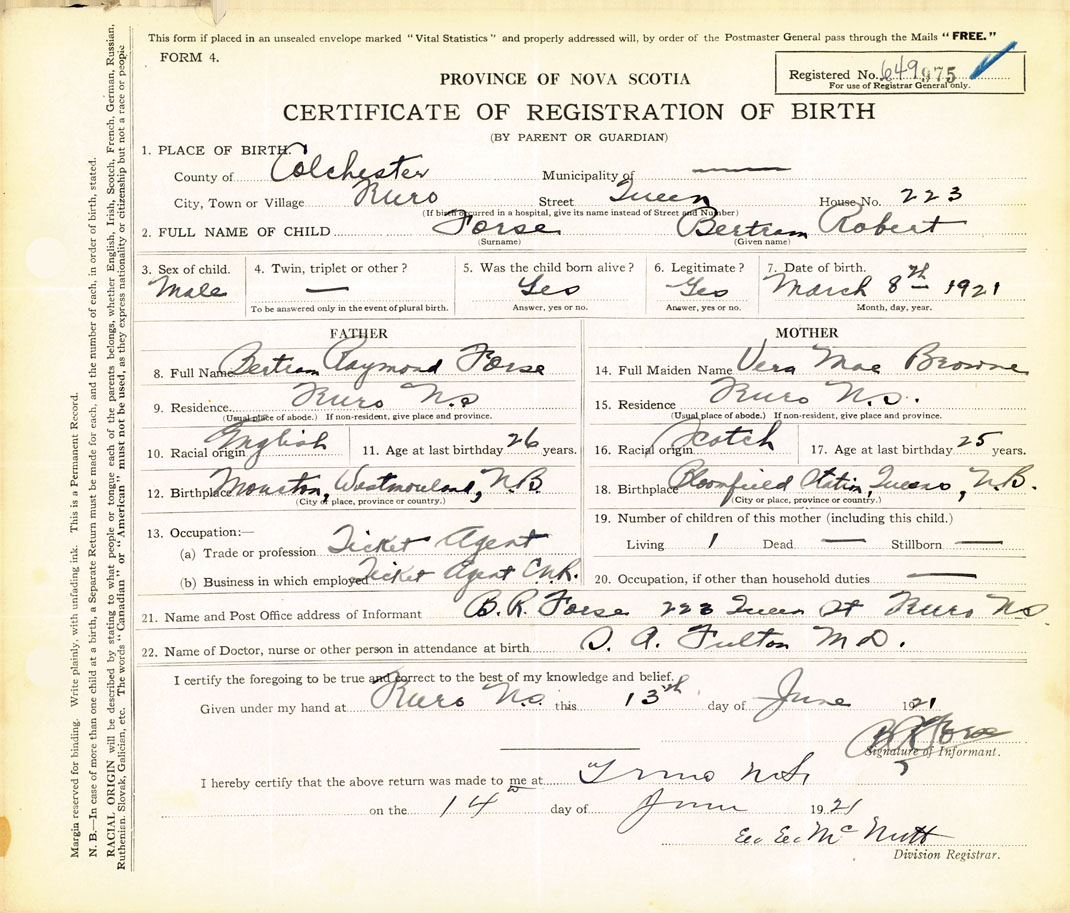 This form if placed in an unsealed envelope marked "Vital Statistics" and properly addressed will, by order of the Postmaster General pass through the Mails "FREE."
FORM 4.
Registered No. 649975
For use of Registrar General only.
PROVINCE OF NOVA SCOTIA
CERTIFICATE OF REGISTRATION OF BIRTH
(BY PARENT OR GUARDIAN)
1. PLACE OF BIRTH.
County of Colchester Municipality of —
City, Town or Village Truro Street Queen House No. 223
(If birth occurred in a hospital, give its name instead of Street and Number)
2. FULL NAME OF CHILD Forse Bertram Robert
(Surname) (Given name)
3. Sex of child. 4. Twin, triplet or other? 5. Was the child born alive? 6. Legitimate? 7. Date of birth.
Male — Yes Yes March 8th 1921
To be answered only in the event of plural birth. Answer, yes or no. Answer, yes or no. Month, day, year.
FATHER
8. Full Name Bertram Raymond Forse
9. Residence Truro N.S
(Usual place of abode.) If non-resident, give place and province.
10. Racial origin English 11. Age at last birthday 26 years.
12. Birthplace Moncton, Westmoreland, N.B.
(City or place, province or country.)
13. Occupation:—
(a) Trade or profession Ticket Agent
(b) Business in which employed Ticket Agent C.N.R.
MOTHER
14. Full Maiden Name Vera Mae Browne
15. Residence Truro N.S.
(Usual place of abode.) If non-resident, give place and province.
16. Racial origin Scotch 17. Age at last birthday 25 years.
18. Birthplace Bloomfield Station, Queens, N.B.
(City or place, province or country.)
19. Number of children of this mother (including this child.)
Living 1 Dead — Stillborn —
20. Occupation, if other than household duties —
21. Name and Post Office address of Informant B.R. Forse 223 Queen St Truro NS
22. Name of Doctor, nurse or other person in attendance at birth S. A. Fulton M.D.
I certify the foregoing to be true and correct to the best of my knowledge and belief.
Given under my hand at Truro N.S. this 13th day of June 1921
B R Forse
Signature of Informant.
I hereby certify that the above return was made to me at Truro N.S.
on the 14th day of June 1921
E. E. McNutt
Division Registrar.
Margin reserved for binding. Write plainly, with unfading ink. This is a Permanent Record.
N. B.—In case of more than one child at a birth, a Separate Return must be made for each, and the number of each, in order of birth, stated.
RACIAL ORIGIN will be described by stating to what people or tongue each of the parents belongs, whether English, Irish, Scotch, French, German, Russian,
Ruthenian, Slovak, Galician, etc. The words "Canadian" or "American" must not be used, as they express nationality or citizenship but not a race or people